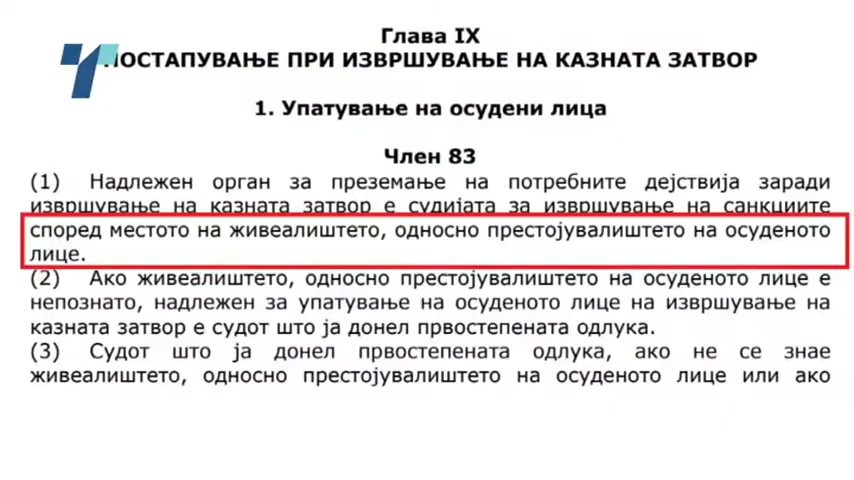 Глава IX
ПОСТАПУВАЊЕ ПРИ ИЗВРШУВАЊЕ НА КАЗНАТА ЗАТВОР
1. Упатување на осудени лица
Член 83
(1) Надлежен орган за преземање на потребните дејствија заради
извршување на казната затвор е судијата за извршување на санкциите
според местото на живеалиштето, односно престојувалиштето на осуденото
лице.
(2) Ако живеалиштето, односно престојувалиштето на осуденото лице е
непознато, надлежен за упатување на осуденото лице на извршување на
казната затвор е судот што ја донел првостепената одлука.
(3) Судот што ја донел првостепената одлука, ако не се знае
живеалиштето, односно престојувалиштето на осуденото лице или ако